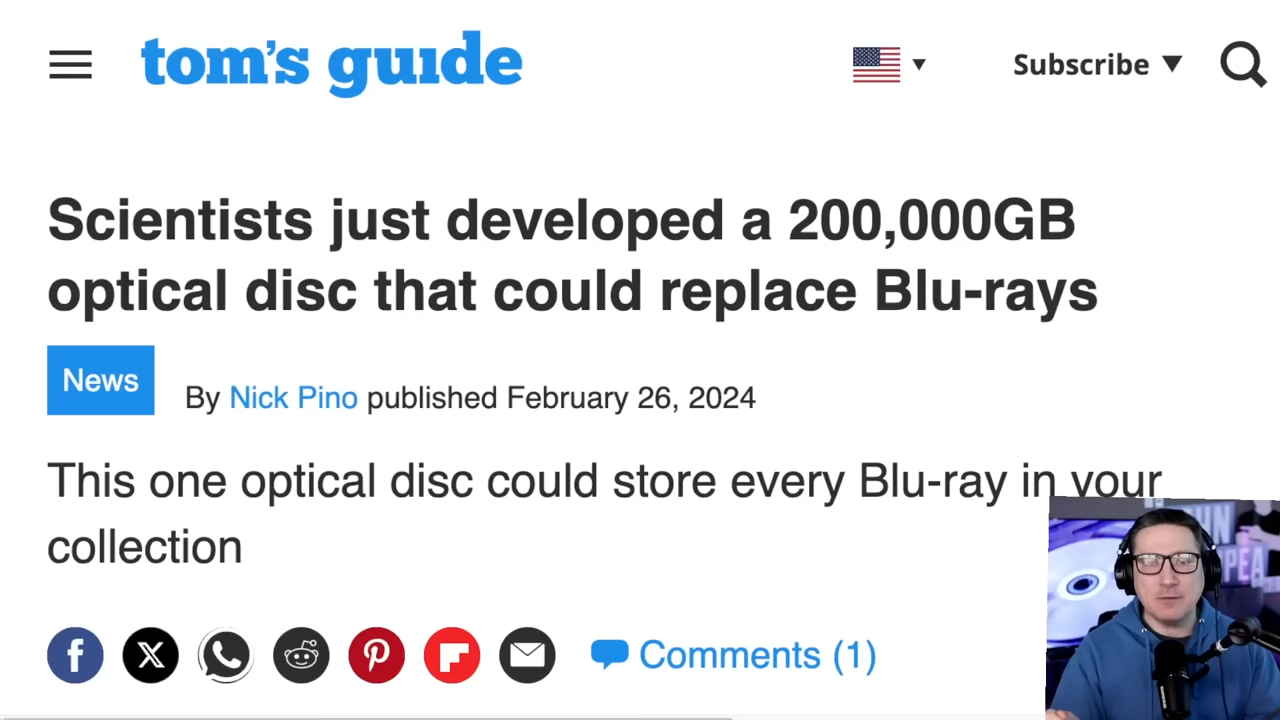 tom's guide
Subscribe
Scientists just developed a 200,000GB
optical disc that could replace Blu-rays
News
By Nick Pino published February 26, 2024
This one optical disc could store every Blu-ray in your
collection
Comments (1)